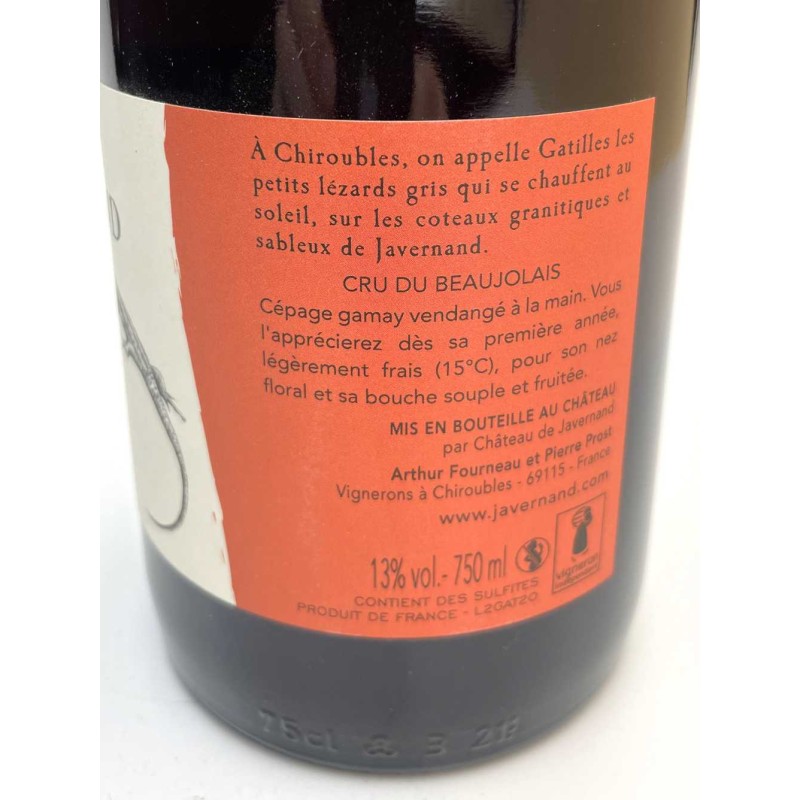 D
À Chiroubles, on appelle Gatilles les
petits lézards gris qui se chauffent au
soleil, sur les coteaux granitiques et
sableux de Javernand.
CRU DU BEAUJOLAIS
Cépage gamay vendangé à la main. Vous
l'apprécierez dès sa première année,
légèrement frais (15°C), pour son nez
floral et sa bouche souple et fruitée.
MIS EN BOUTEILLE AU CHÂTEAU
par Château de Javernand
Arthur Fourneau et Pierre Prost
Vignerons à Chiroubles - 69115 - France
www.javernand.com
13% vol.- 750 ml
vigneron
CONTIENT DES SULFITES
PRODUIT DE FRANCE - L2GAT20
75cl 3 219